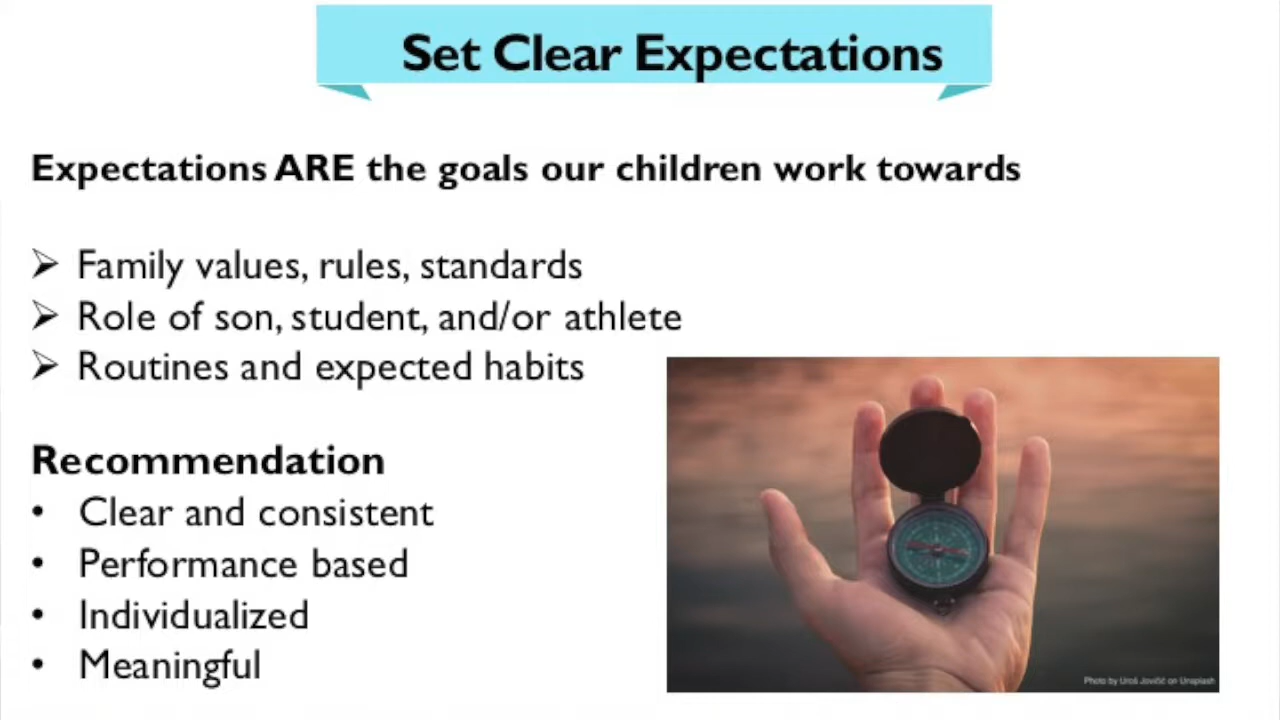 Set Clear Expectations
Expectations ARE the goals our children work towards
➢ Family values, rules, standards
➢ Role of son, student, and/or athlete
➢ Routines and expected habits
Recommendation
• Clear and consistent
• Performance based
• Individualized
• Meaningful
Photo by Uroš Jovičić on Unsplash